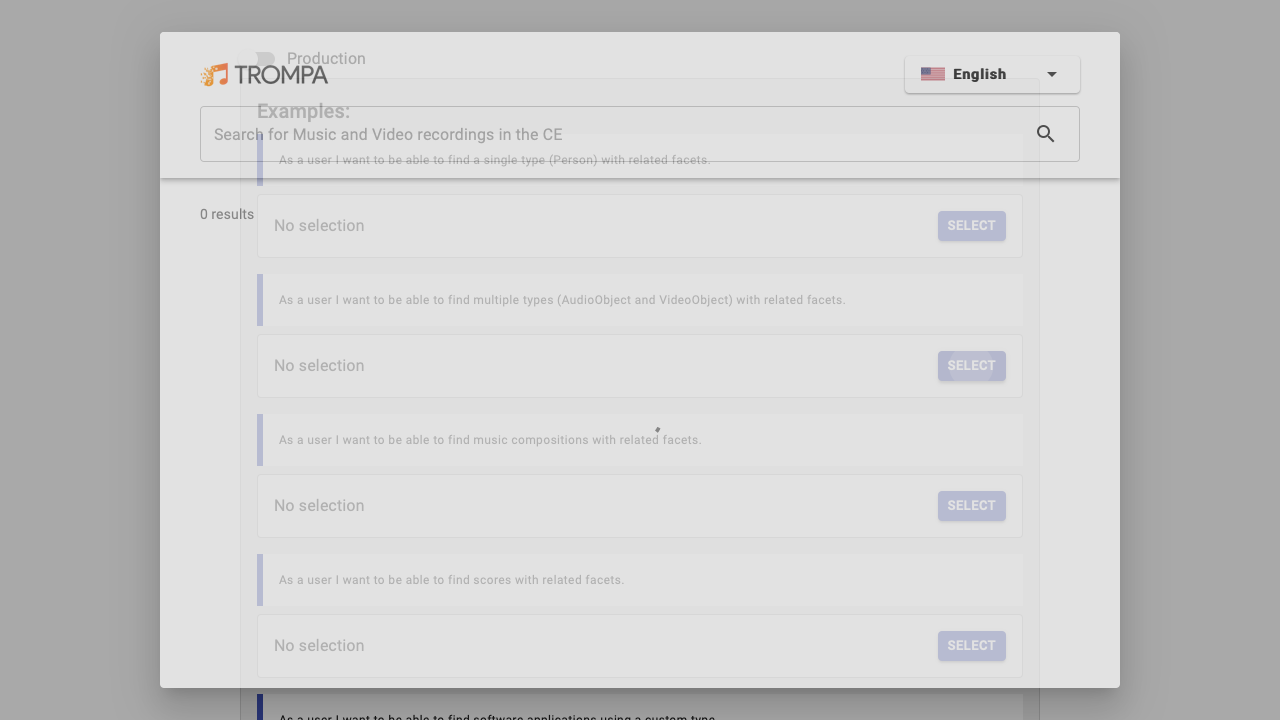 Production
TROMPA
English
Examples:
Search for Music and Video recordings in the CE
As a user I want to be able to find a single type (Person) with related facets.
0 results
No selection
SELECT
As a user I want to be able to find multiple types (AudioObject and VideoObject) with related facets.
No selection
SELECT
As a user I want to be able to find music compositions with related facets.
No selection
SELECT
As a user I want to be able to find scores with related facets.
No selection
SELECT
As a user I want to be able to find software applications using a custom type.